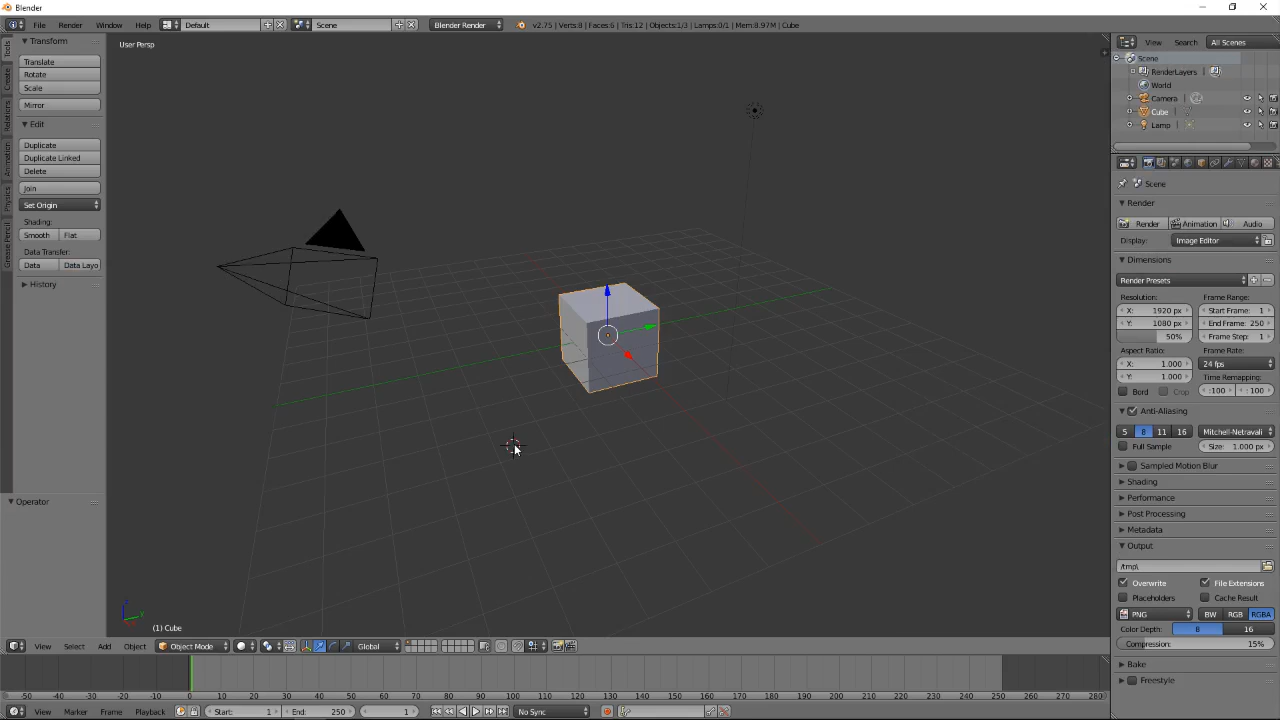 Blender
File Render Window Help Default Scene Blender Render v2.75 | Verts:8 | Faces:6 | Tris:12 | Objects:1/3 | Lamps:0/1 | Mem:8.97M | Cube
Tools
Create
Relations
Animation
Physics
Grease Pencil
Transform
Translate
Rotate
Scale
Mirror
Edit
Duplicate
Duplicate Linked
Delete
Join
Set Origin
Shading:
Smooth Flat
Data Transfer:
Data Data Layo
History
Operator
User Persp
(1) Cube
View Select Add Object Object Mode Global
View Search All Scenes
Scene
RenderLayers
World
Camera
Cube
Lamp
Scene
Render
Render Animation Audio
Display: Image Editor
Dimensions
Render Presets
Resolution: Frame Range:
X: 1920 px Start Frame: 1
Y: 1080 px End Frame: 250
50% Frame Step: 1
Aspect Ratio: Frame Rate:
X: 1.000 24 fps
Y: 1.000 Time Remapping:
Bord Crop :100 : 100
Anti-Aliasing
5 8 11 16 Mitchell-Netravali
Full Sample Size: 1.000 px
Sampled Motion Blur
Shading
Performance
Post Processing
Metadata
Output
/tmp\
Overwrite File Extensions
Placeholders Cache Result
PNG BW RGB RGBA
Color Depth: 8 16
Compression: 15%
Bake
Freestyle
-50 -40 -30 -20 -10 0 10 20 30 40 50 60 70 80 90 100 110 120 130 140 150 160 170 180 190 200 210 220 230 240 250 260 270 280
View Marker Frame Playback Start: 1 End: 250 1 No Sync